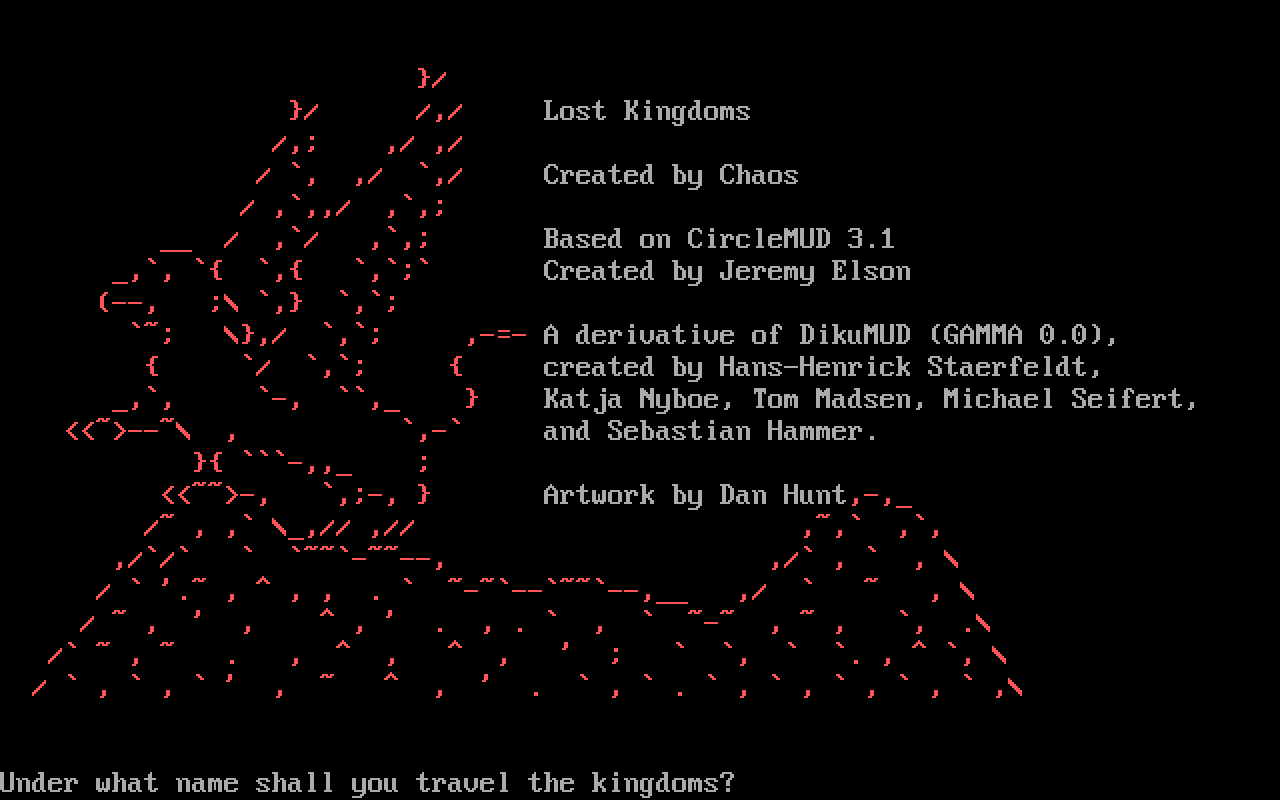 Lost Kingdoms
Created by Chaos
Based on CircleMUD 3.1
Created by Jeremy Elson
A derivative of DikuMUD (GAMMA 0.0),
created by Hans-Henrick Staerfeldt,
Katja Nyboe, Tom Madsen, Michael Seifert,
and Sebastian Hammer.
Artwork by Dan Hunt
Under what name shall you travel the kingdoms?